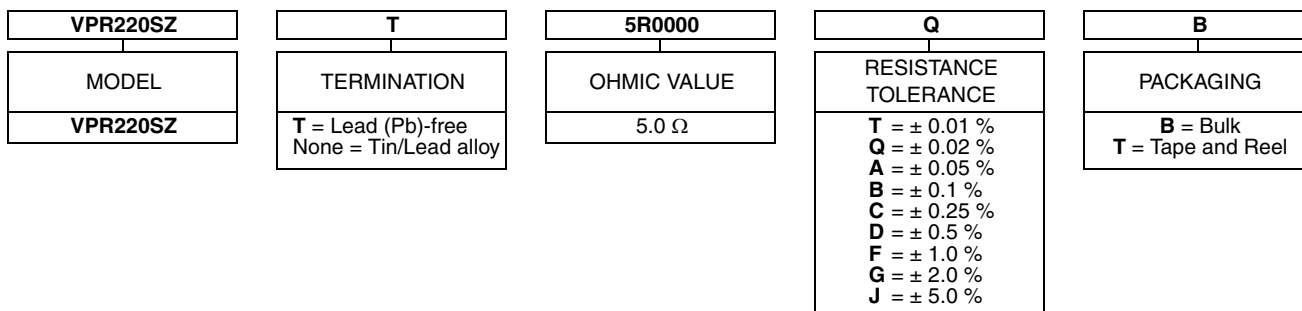 VPR220SZ
T
5R0000
Q
B
MODEL
TERMINATION
OHMIC VALUE
RESISTANCE
TOLERANCE
PACKAGING
VPR220SZ
T = Lead (Pb)-free
None = Tin/Lead alloy
5.0 Ω
T = ± 0.01 %
Q = ± 0.02 %
A = ± 0.05 %
B = ± 0.1 %
C = ± 0.25 %
D = ± 0.5 %
F = ± 1.0 %
G = ± 2.0 %
J = ± 5.0 %
B = Bulk
T = Tape and Reel